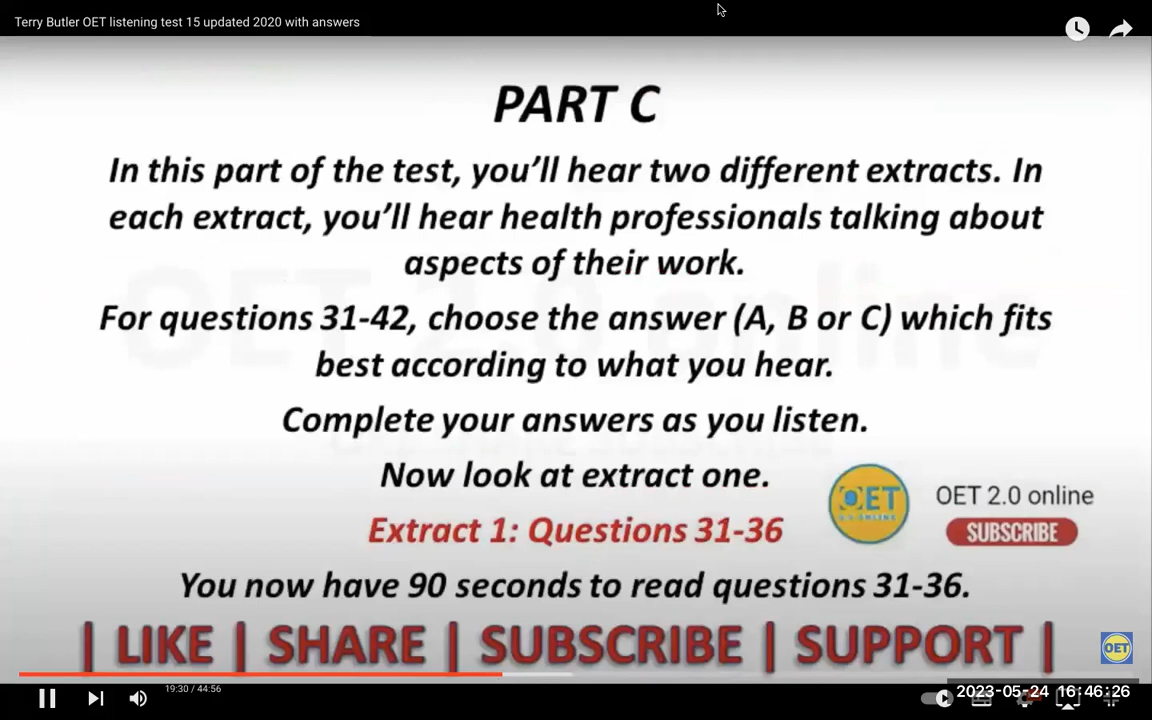 Terry Butler OET listening test 15 updated 2020 with answers
PART C
In this part of the test, you’ll hear two different extracts. In
each extract, you’ll hear health professionals talking about
aspects of their work.
For questions 31-42, choose the answer (A, B or C) which fits
best according to what you hear.
Complete your answers as you listen.
Now look at extract one.
OET
OET 2.0 online
SUBSCRIBE
Extract 1: Questions 31-36
You now have 90 seconds to read questions 31-36.
| LIKE | SHARE | SUBSCRIBE | SUPPORT |
OET
19:30 / 44:56
2023-05-24 16:46:26